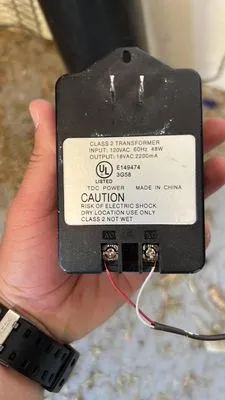 CLASS 2 TRANSFORMER
INPUT: 120VAC 60Hz 48W
OUTPUT: 18VAC 2200mA
UL
LISTED
E149474
3G58
TDC POWER MADE IN CHINA
CAUTION
RISK OF ELECTRIC SHOCK
DRY LOCATION USE ONLY
CLASS 2 NOT WET